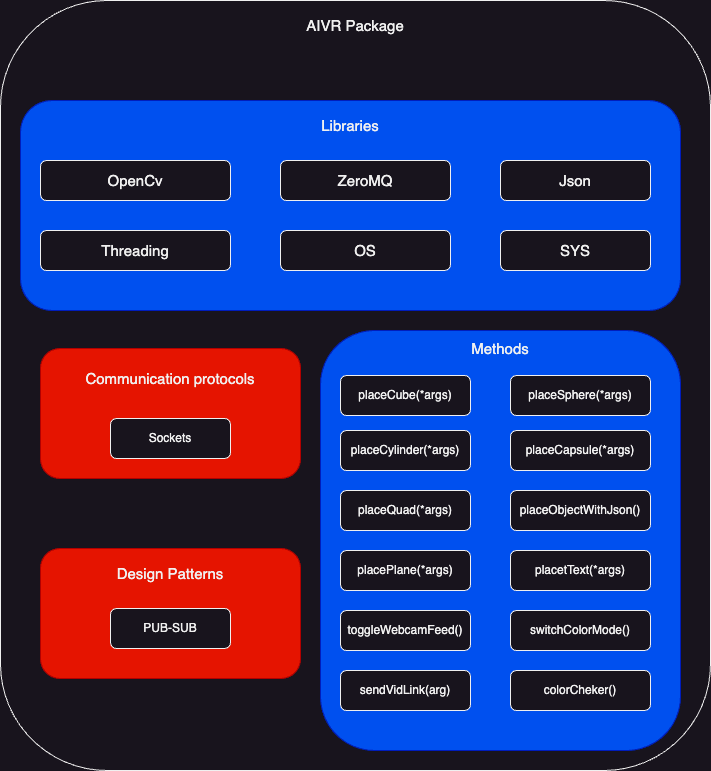 AIVR Package
Libraries
OpenCv
ZeroMQ
Json
Threading
OS
SYS
Communication protocols
Sockets
Design Patterns
PUB-SUB
Methods
placeCube(*args)
placeSphere(*args)
placeCylinder(*args)
placeCapsule(*args)
placeQuad(*args)
placeObjectWithJson()
placePlane(*args)
placetText(*args)
toggleWebcamFeed()
switchColorMode()
sendVidLink(arg)
colorCheker()